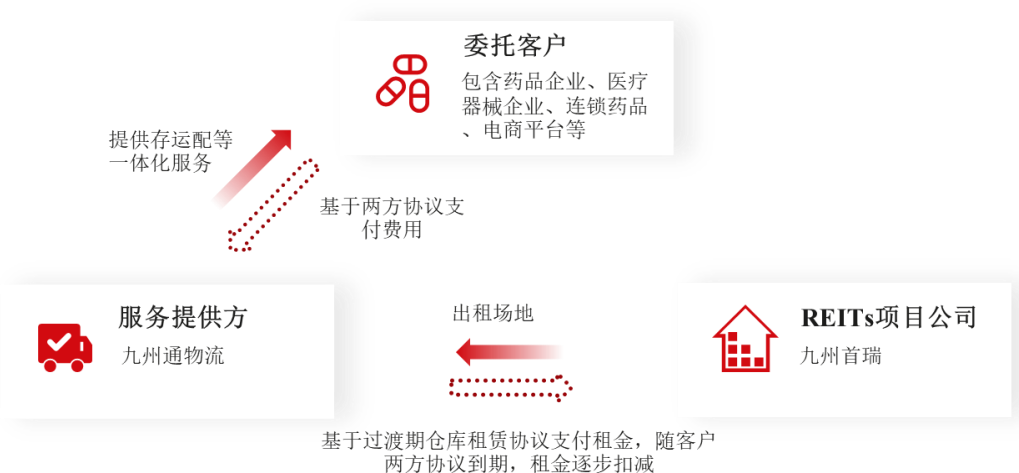 委托客户
包含药品企业、医疗
器械企业、连锁药品
、电商平台等
提供存运配等
一体化服务
基于两方协议支
付费用
服务提供方
九州通物流
出租场地
REITs项目公司
九州首瑞
基于过渡期仓库租赁协议支付租金，随客户
两方协议到期，租金逐步扣减